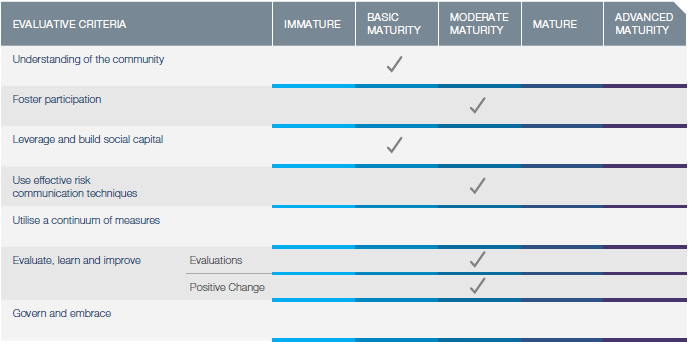 EVALUATIVE CRITERIA
IMMATURE
BASIC
MATURITY
MODERATE
MATURITY
MATURE
ADVANCED
MATURITY
Understanding of the community
Foster participation
Leverage and build social capital
Use effective risk
communication techniques
Utilise a continuum of measures
Evaluate, learn and improve
Evaluations
Positive Change
Govern and embrace